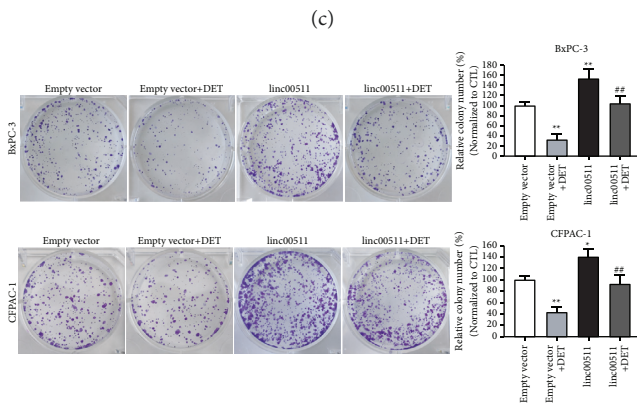 (c)
Empty vector
Empty vector+DET
linc00511
linc00511+DET
BxPC-3
BxPC-3
Relative colony number (%)
(Normalized to CTL)
180
160
140
120
100
80
60
40
20
0
**
**
##
Empty vector
Empty vector
+DET
linc00511
linc00511
+DET
Empty vector
Empty vector+DET
linc00511
linc00511+DET
CFPAC-1
CFPAC-1
Relative colony number (%)
(Normalized to CTL)
160
140
120
100
80
60
40
20
0
**
*
##
Empty vector
Empty vector
+DET
linc00511
linc00511
+DET